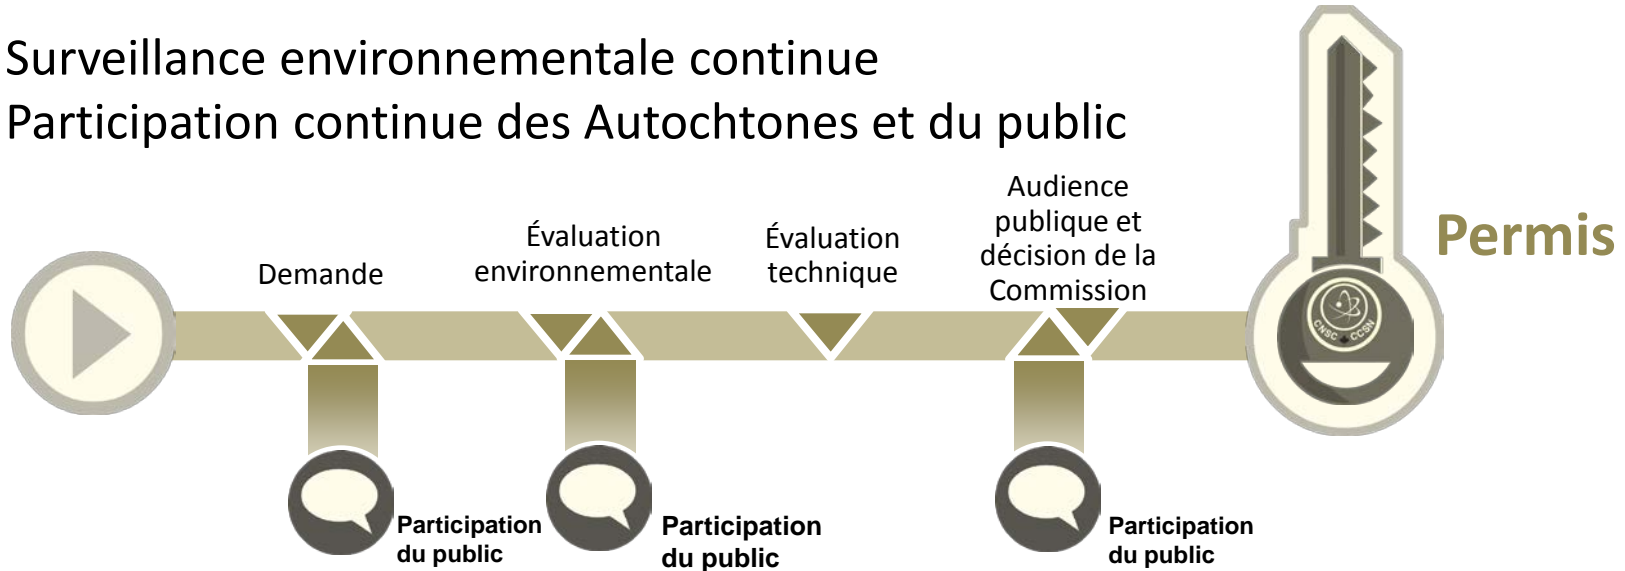 Surveillance environnementale continue
Participation continue des Autochtones et du public
Demande
Évaluation
environnementale
Évaluation
technique
Audience
publique et
décision de la
Commission
Permis
CNSC CCSN
Participation
du public
Participation
du public
Participation
du public